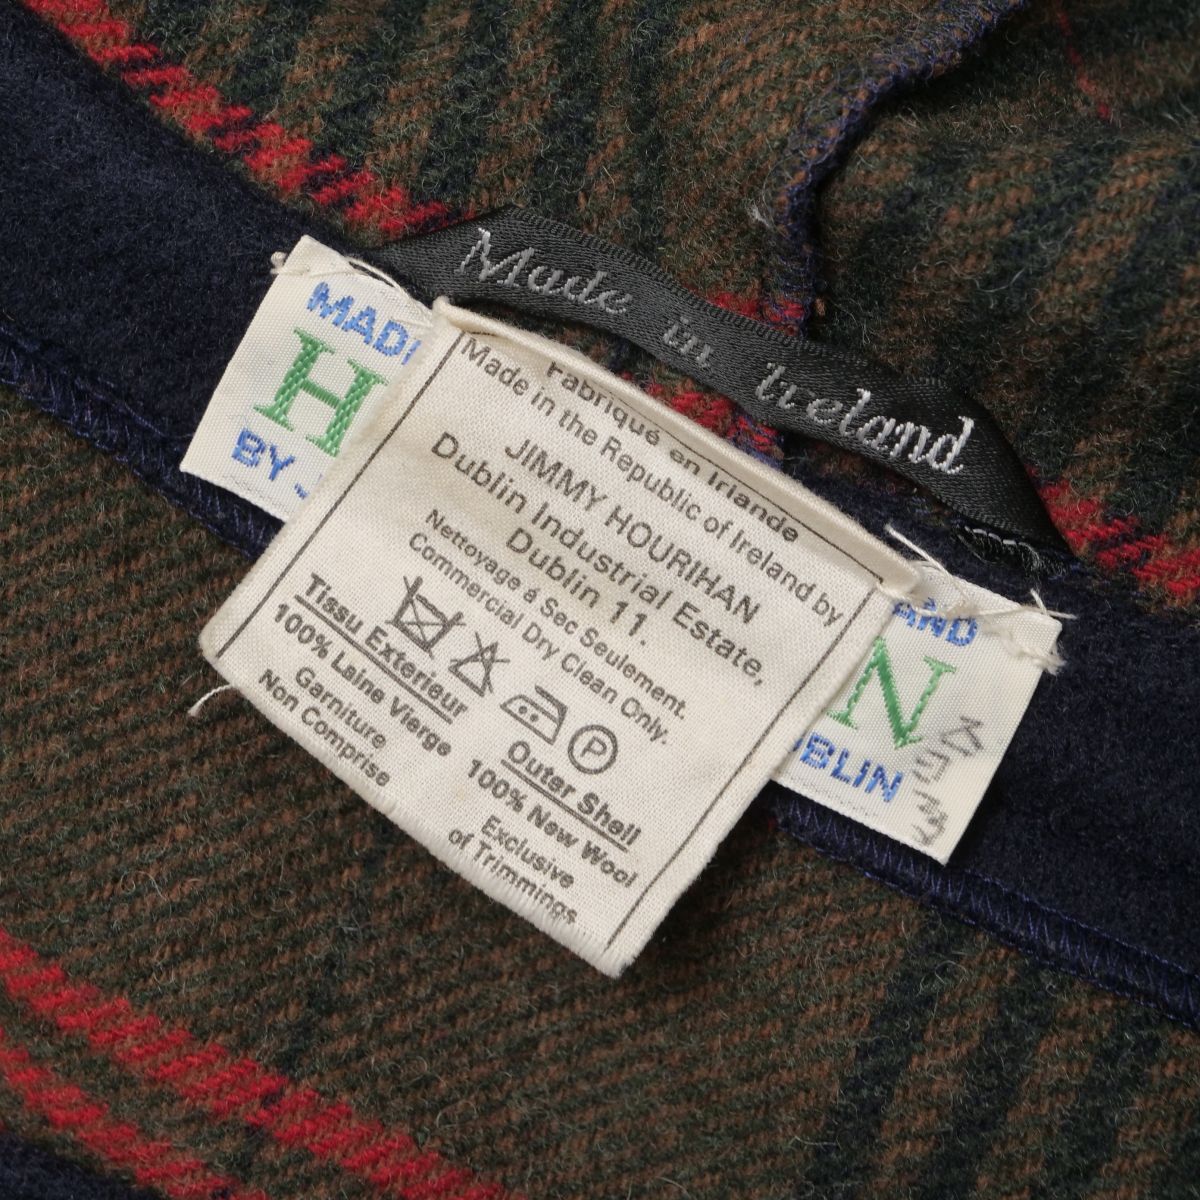 Made in Ireland
MAD
H
BY J
AND
N
BLIN
Fabriqué en Irlande
Made in the Republic of Ireland by
JIMMY HOURIHAN
Dublin Industrial Estate,
Dublin 11.
Nettoyage á Sec Seulement.
Commercial Dry Clean Only.
P
Tissu Exterieur
100% Laine Vierge
Garniture
Non Comprise
Outer Shell
100% New Wool
Exclusive
of Trimmings